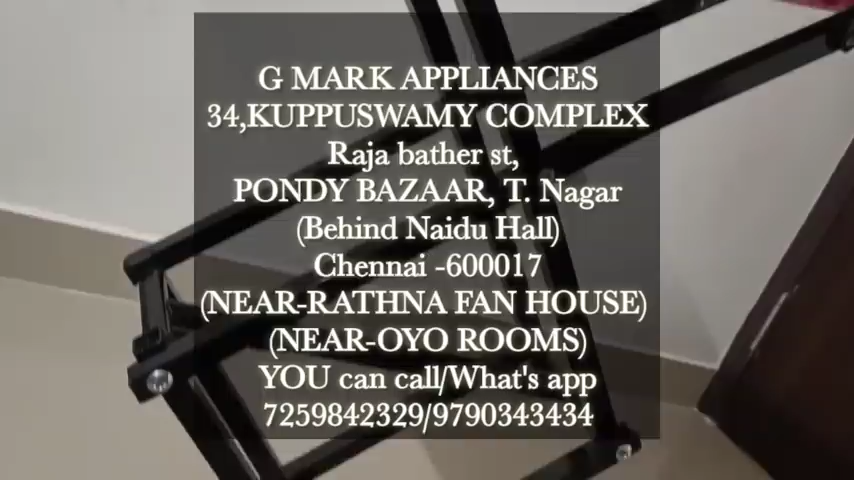 G MARK APPLIANCES
34,KUPPUSWAMY COMPLEX
Raja bather st,
PONDY BAZAAR, T. Nagar
(Behind Naidu Hall)
Chennai -600017
(NEAR-RATHNA FAN HOUSE)
(NEAR-OYO ROOMS)
YOU can call/What's app
7259842329/9790343434